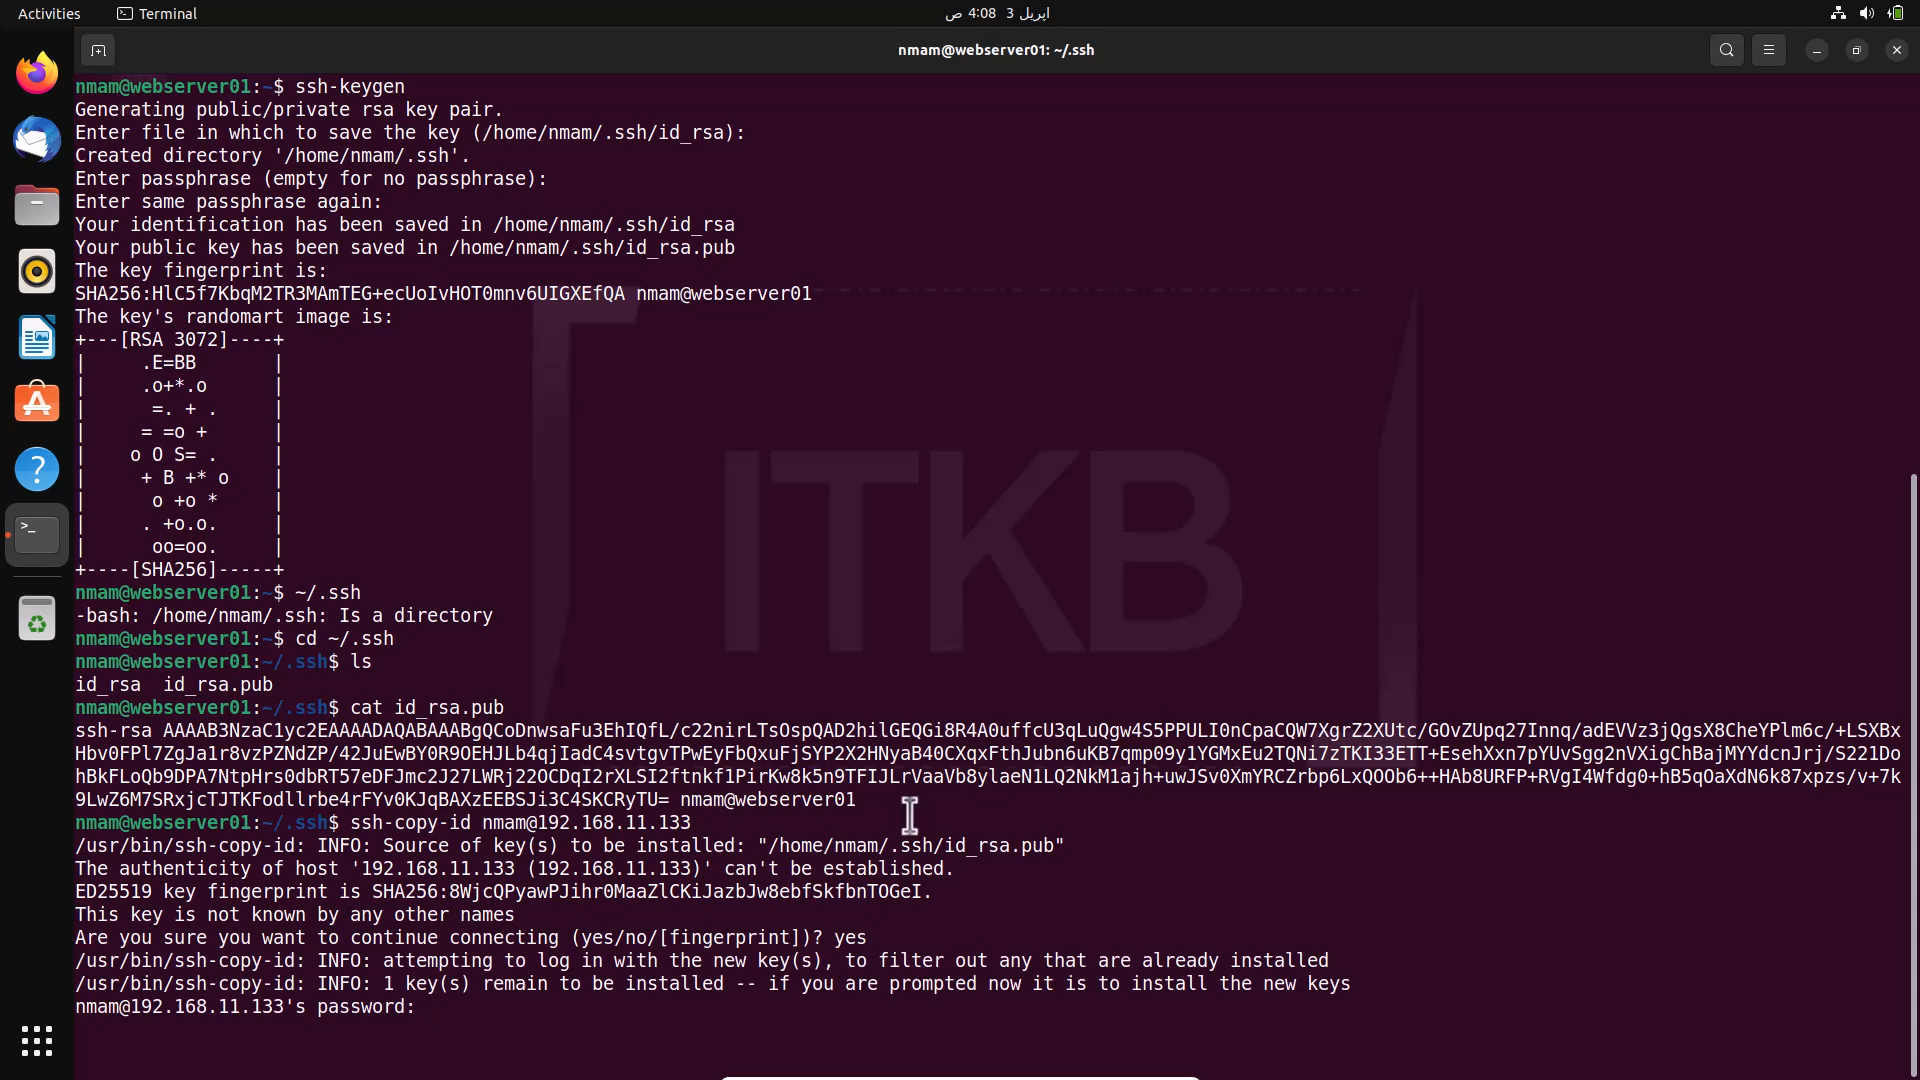 Activities
Terminal
اپریل 3 4:08 ص
nmam@webserver01: ~/.ssh
nmam@webserver01:~$ ssh-keygen
Generating public/private rsa key pair.
Enter file in which to save the key (/home/nmam/.ssh/id_rsa):
Created directory '/home/nmam/.ssh'.
Enter passphrase (empty for no passphrase):
Enter same passphrase again:
Your identification has been saved in /home/nmam/.ssh/id_rsa
Your public key has been saved in /home/nmam/.ssh/id_rsa.pub
The key fingerprint is:
SHA256:HlC5f7KbqM2TR3MAmTEG+ecUoIvHOT0mnv6UIGXEfQA nmam@webserver01
The key's randomart image is:
+---[RSA 3072]----+
|     .E=BB       |
|     .o+*.o      |
|      =. + .     |
|     = =o +      |
|    o O S= .     |
|     + B +* o    |
|      o +o *     |
|     . +o.o.     |
|      oo=oo.     |
+----[SHA256]-----+
nmam@webserver01:~$ ~/.ssh
-bash: /home/nmam/.ssh: Is a directory
nmam@webserver01:~$ cd ~/.ssh
nmam@webserver01:~/.ssh$ ls
id_rsa  id_rsa.pub
nmam@webserver01:~/.ssh$ cat id_rsa.pub
ssh-rsa AAAAB3NzaC1yc2EAAAADAQABAAABgQCoDnwsaFu3EhIQfL/c22nirLTsOspQAD2hilGEQGi8R4A0uffcU3qLuQgw4S5PPULI0nCpaCQW7XgrZ2XUtc/GOvZUpq27Innq/adEVVz3jQgsX8CheYPlm6c/+LSXBx
Hbv0FPl7ZgJa1r8vzPZNdZP/42JuEwBY0R9OEHJLb4qjIadC4svtgvTPwEyFbQxuFjSYP2X2HNyaB40CXqxFthJubn6uKB7qmp09y1YGMxEu2TQNi7zTKI33ETT+EsehXxn7pYUvSgg2nVXigChBajMYYdcnJrj/S221Do
hBkFLoQb9DPA7NtpHrs0dbRT57eDFJmc2J27LWRj22OCDqI2rXLSI2ftnkf1PirKw8k5n9TFIJLrVaaVb8ylaeN1LQ2NkM1ajh+uwJSv0XmYRCZrbp6LxQOOb6++HAb8URFP+RVgI4Wfdg0+hB5qOaXdN6k87xpzs/v+7k
9LwZ6M7SRxjcTJTKFodllrbe4rFYv0KJqBAXzEEBSJi3C4SKCRyTU= nmam@webserver01
nmam@webserver01:~/.ssh$ ssh-copy-id nmam@192.168.11.133
/usr/bin/ssh-copy-id: INFO: Source of key(s) to be installed: "/home/nmam/.ssh/id_rsa.pub"
The authenticity of host '192.168.11.133 (192.168.11.133)' can't be established.
ED25519 key fingerprint is SHA256:8WjcQPyawPJihr0MaaZlCKiJazbJw8ebfSkfbnTOGeI.
This key is not known by any other names
Are you sure you want to continue connecting (yes/no/[fingerprint])? yes
/usr/bin/ssh-copy-id: INFO: attempting to log in with the new key(s), to filter out any that are already installed
/usr/bin/ssh-copy-id: INFO: 1 key(s) remain to be installed -- if you are prompted now it is to install the new keys
nmam@192.168.11.133's password:
ITKB